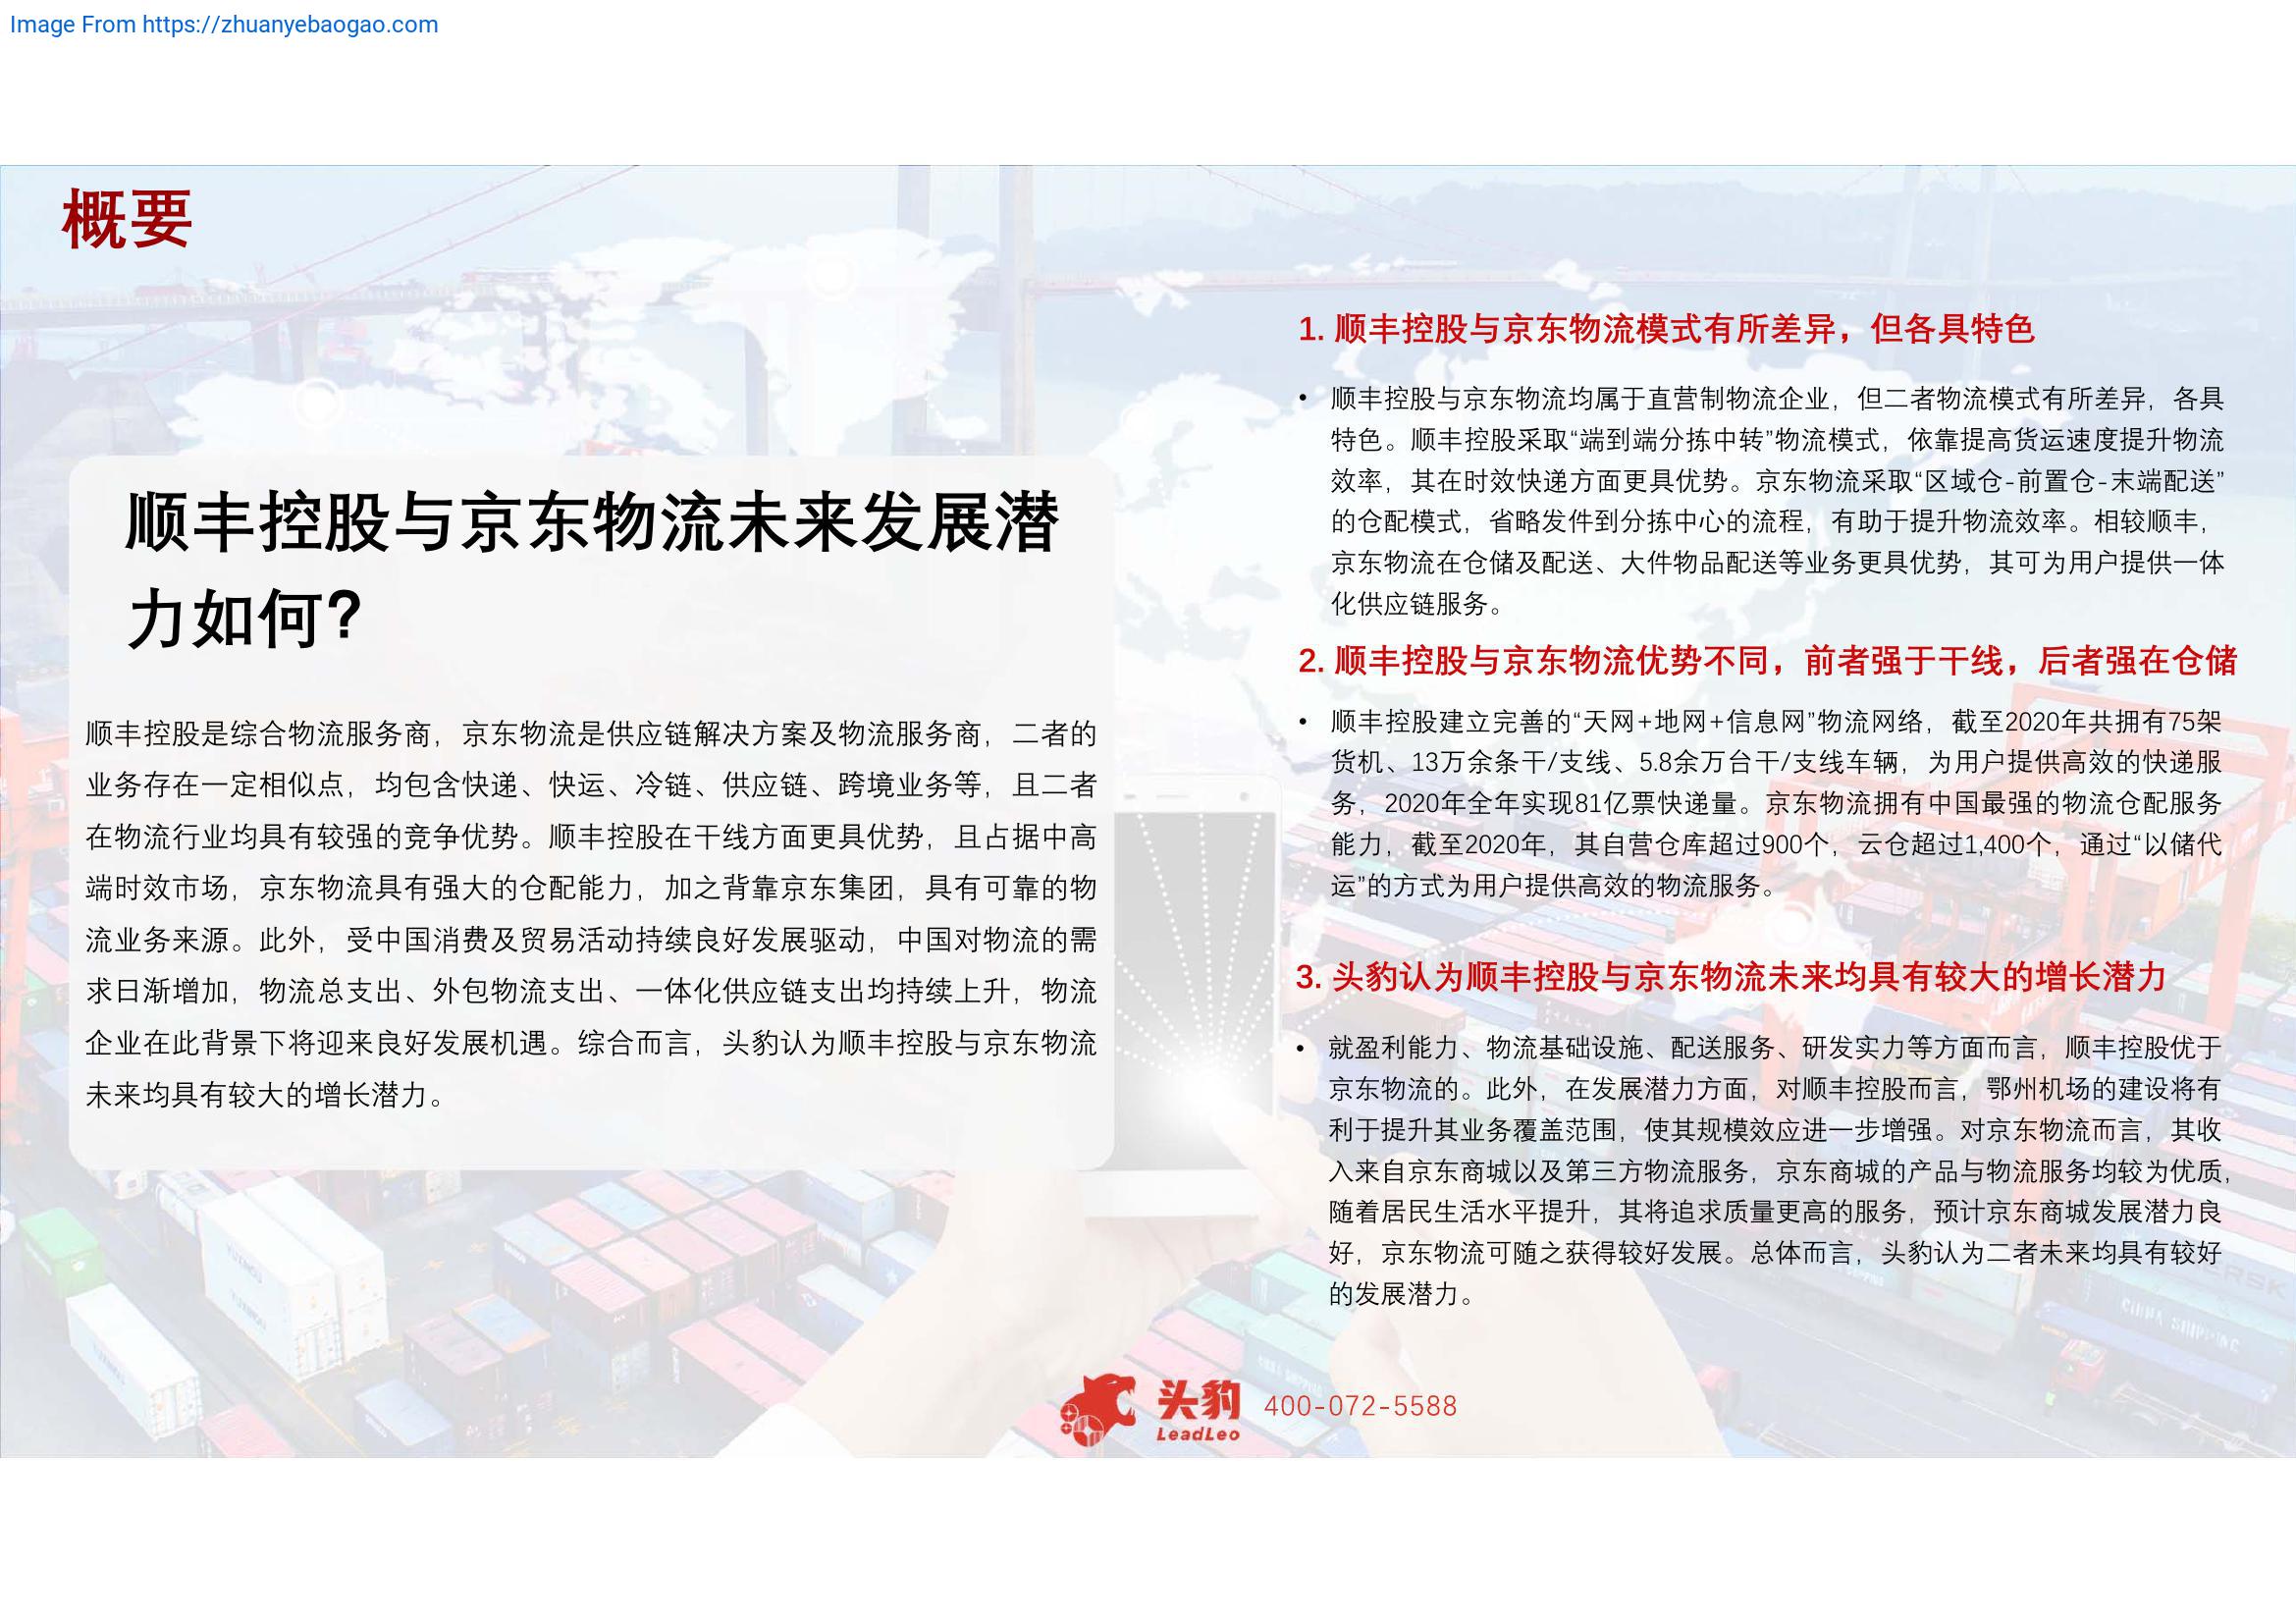 Image From https://zhuanyebaogao.com
概要
顺丰控股与京东物流未来发展潜
力如何?
顺丰控股是综合物流服务商，京东物流是供应链解决方案及物流服务商，二者的
业务存在一定相似点，均包含快递、快运、冷链、供应链、跨境业务等，且二者
在物流行业均具有较强的竞争优势。顺丰控股在干线方面更具优势，且占据中高
端时效市场，京东物流具有强大的仓配能力，加之背靠京东集团，具有可靠的物
流业务来源。此外，受中国消费及贸易活动持续良好发展驱动，中国对物流的需
求日渐增加，物流总支出、外包物流支出、一体化供应链支出均持续上升，物流
企业在此背景下将迎来良好发展机遇。综合而言，头豹认为顺丰控股与京东物流
未来均具有较大的增长潜力。
1. 顺丰控股与京东物流模式有所差异，但各具特色
• 顺丰控股与京东物流均属于直营制物流企业，但二者物流模式有所差异，各具
特色。顺丰控股采取“端到端分拣中转”物流模式，依靠提高货运速度提升物流
效率，其在时效快递方面更具优势。京东物流采取“区域仓-前置仓-末端配送”
的仓配模式，省略发件到分拣中心的流程，有助于提升物流效率。相较顺丰，
京东物流在仓储及配送、大件物品配送等业务更具优势，其可为用户提供一体
化供应链服务。
2. 顺丰控股与京东物流优势不同，前者强于干线，后者强在仓储
• 顺丰控股建立完善的“天网+地网+信息网”物流网络，截至2020年共拥有75架
货机、13万余条干/支线、5.8余万台干/支线车辆，为用户提供高效的快递服
务，2020年全年实现81亿票快递量。京东物流拥有中国最强的物流仓配服务
能力，截至2020年，其自营仓库超过900个，云仓超过1,400个，通过“以储代
运”的方式为用户提供高效的物流服务。
3. 头豹认为顺丰控股与京东物流未来均具有较大的增长潜力
• 就盈利能力、物流基础设施、配送服务、研发实力等方面而言，顺丰控股优于
京东物流的。此外，在发展潜力方面，对顺丰控股而言，鄂州机场的建设将有
利于提升其业务覆盖范围，使其规模效应进一步增强。对京东物流而言，其收
入来自京东商城以及第三方物流服务，京东商城的产品与物流服务均较为优质，
随着居民生活水平提升，其将追求质量更高的服务，预计京东商城发展潜力良
好，京东物流可随之获得较好发展。总体而言，头豹认为二者未来均具有较好
的发展潜力。
CHINA SHIPPING
头豹
LeadLeo
400-072-5588